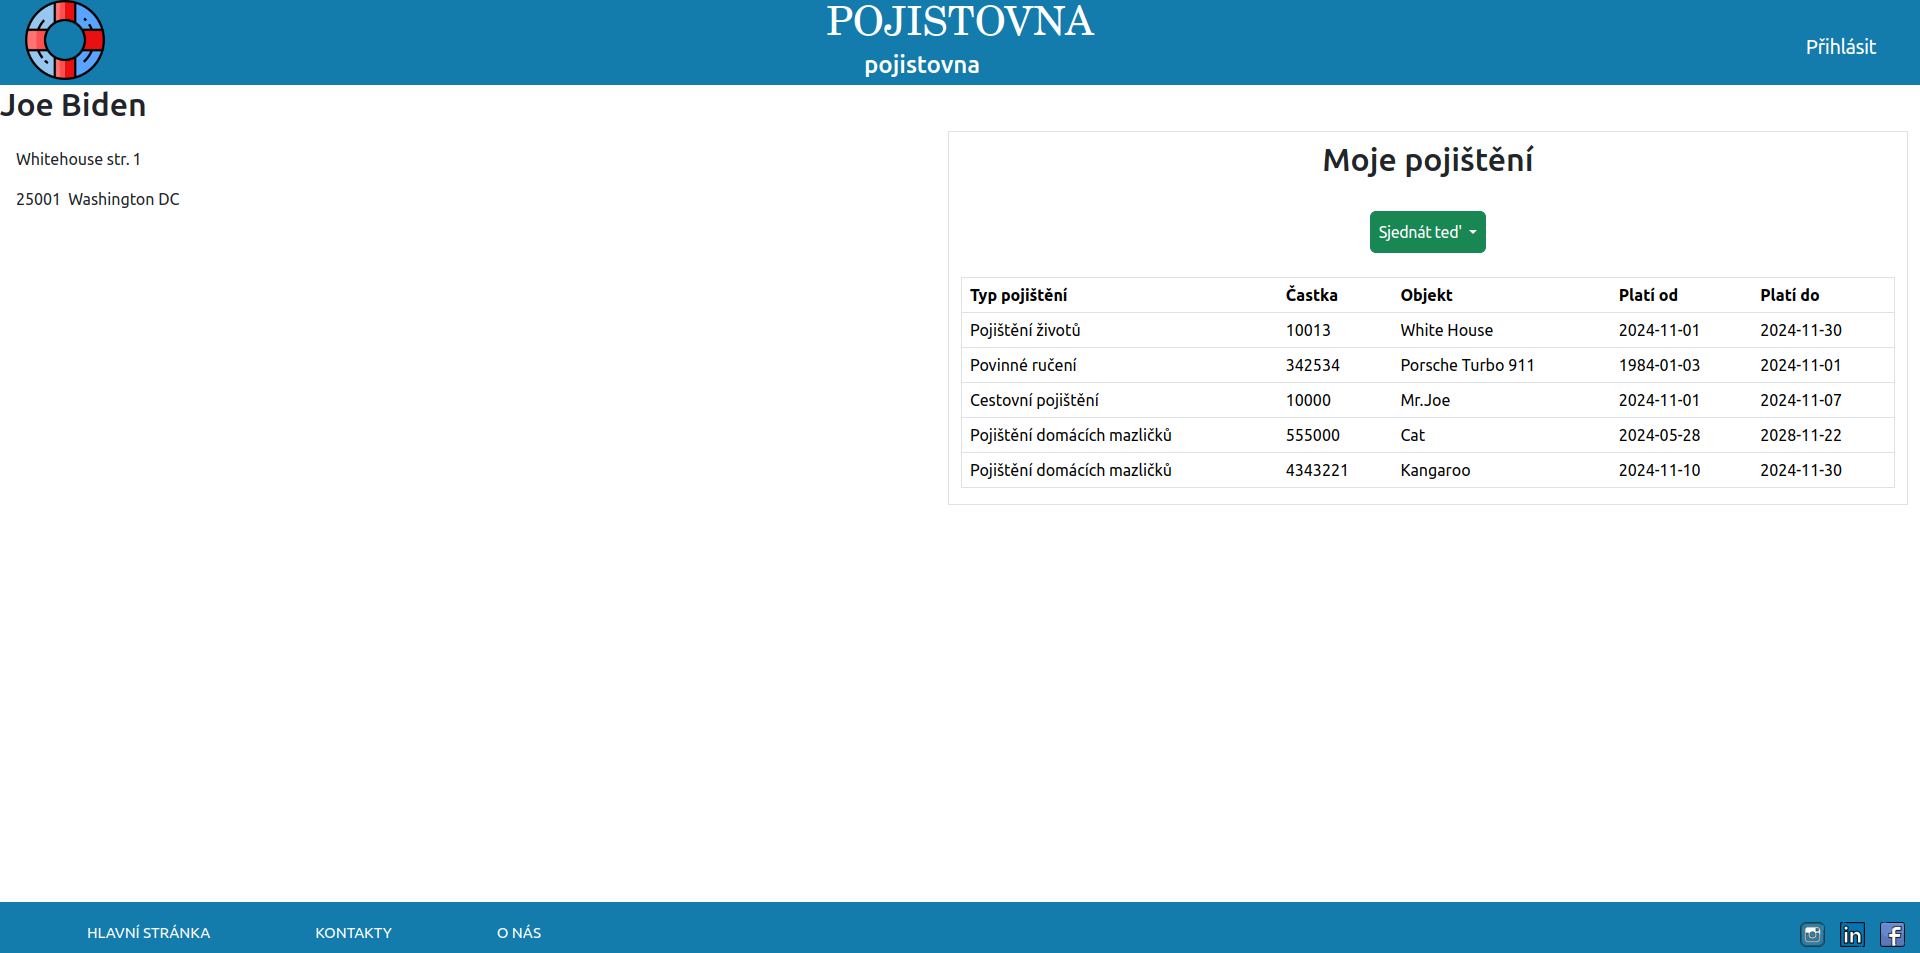 POJISTOVNA
pojistovna
Přihlásit
Joe Biden
Whitehouse str. 1
25001 Washington DC
Moje pojištění
Sjednát ted'
Typ pojištění Častka Objekt Platí od Platí do
Pojištění životů 10013 White House 2024-11-01 2024-11-30
Povinné ručení 342534 Porsche Turbo 911 1984-01-03 2024-11-01
Cestovní pojištění 10000 Mr.Joe 2024-11-01 2024-11-07
Pojištění domácích mazličků 555000 Cat 2024-05-28 2028-11-22
Pojištění domácích mazličků 4343221 Kangaroo 2024-11-10 2024-11-30
HLAVNÍ STRÁNKA KONTAKTY O NÁS
in f